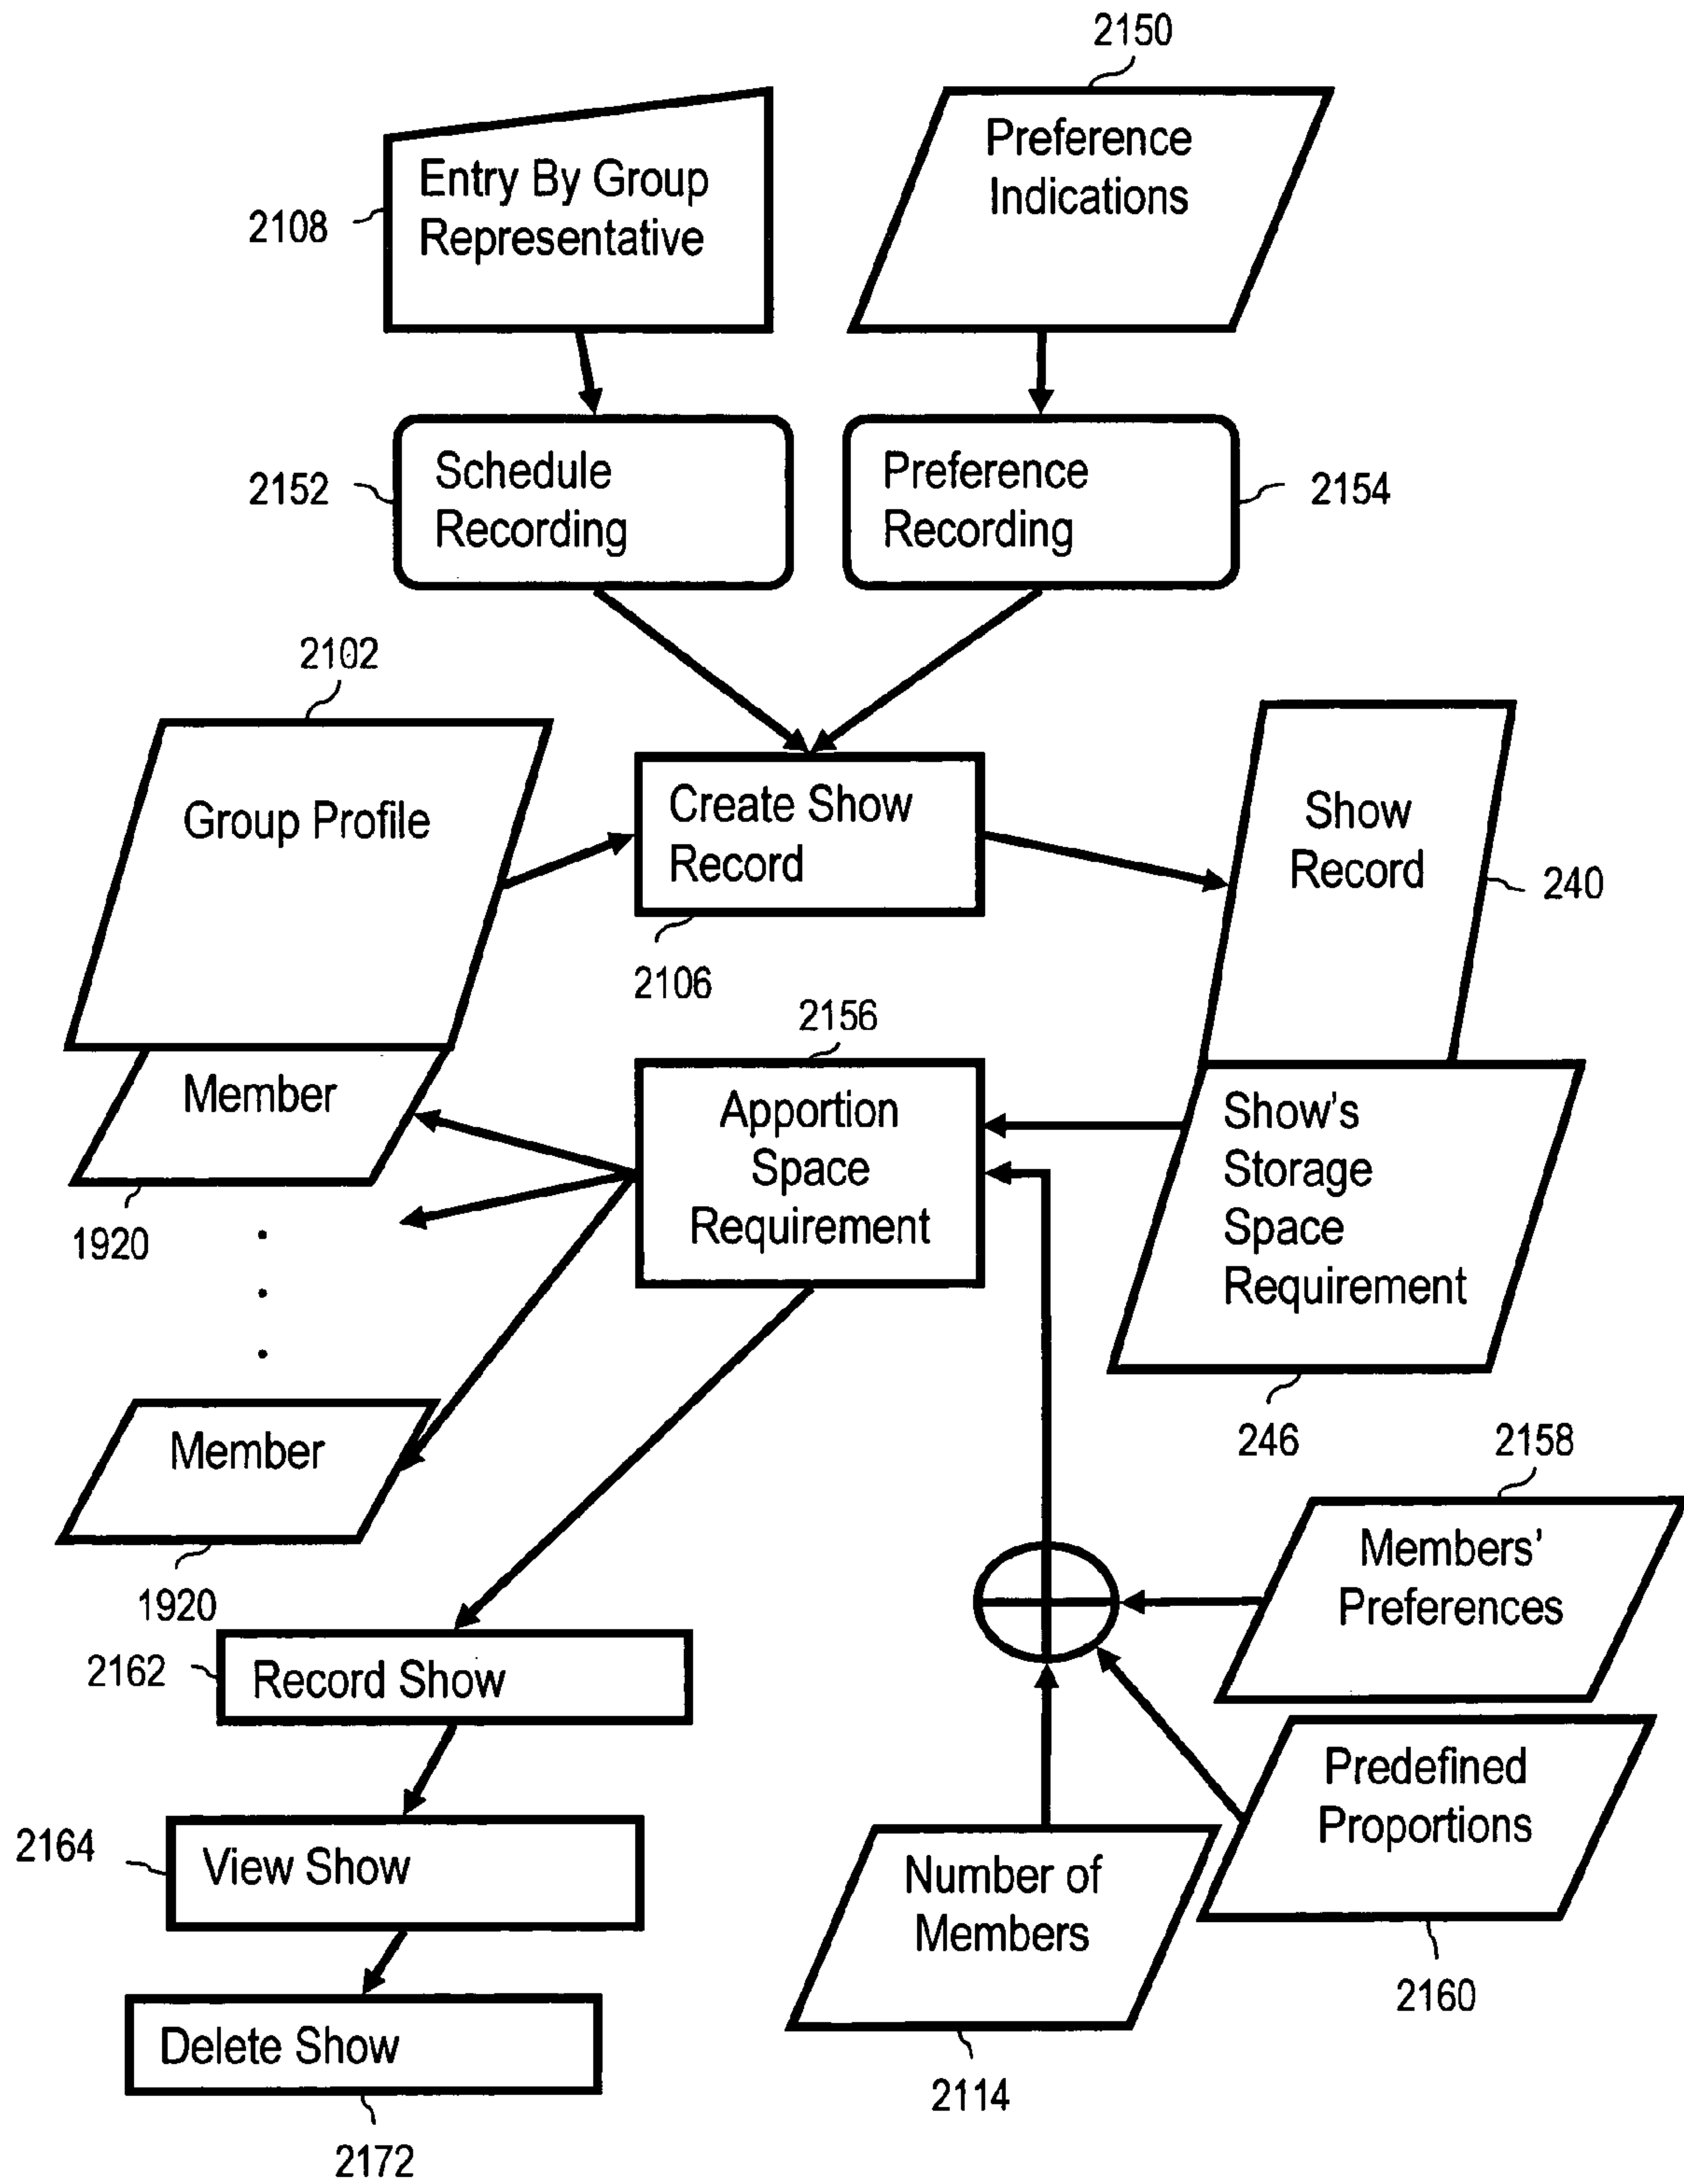 2150
Entry By Group
Representative
2108
Preference
Indications
Schedule
Recording
2152
Preference
Recording
2154
2102
Group Profile
Create Show
Record
2106
Show
Record
240
2156
Member
1920
Apportion
Space
Requirement
Show's
Storage
Space
Requirement
246
Member
1920
2158
Members'
Preferences
2162
Record Show
Predefined
Proportions
2160
2164
View Show
Number of
Members
2114
Delete Show
2172